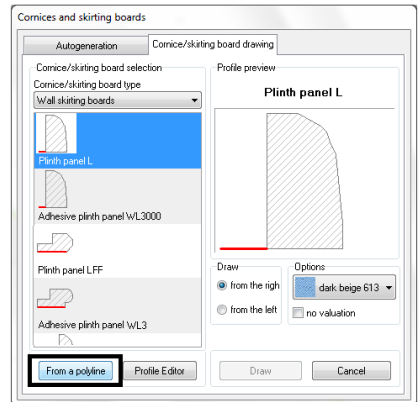 Cornices and skirting boards
Autogeneration
Cornice/skirting board drawing
Cornice/skirting board selection
Cornice/skirting board type
Wall skirting boards
Plinth panel L
Adhesive plinth panel WL3000
Plinth panel LFF
Adhesive plinth panel WL3
Profile preview
Plinth panel L
Draw
from the righ
from the left
Options
dark beige 613
no valuation
From a polyline
Profile Editor
Draw
Cancel